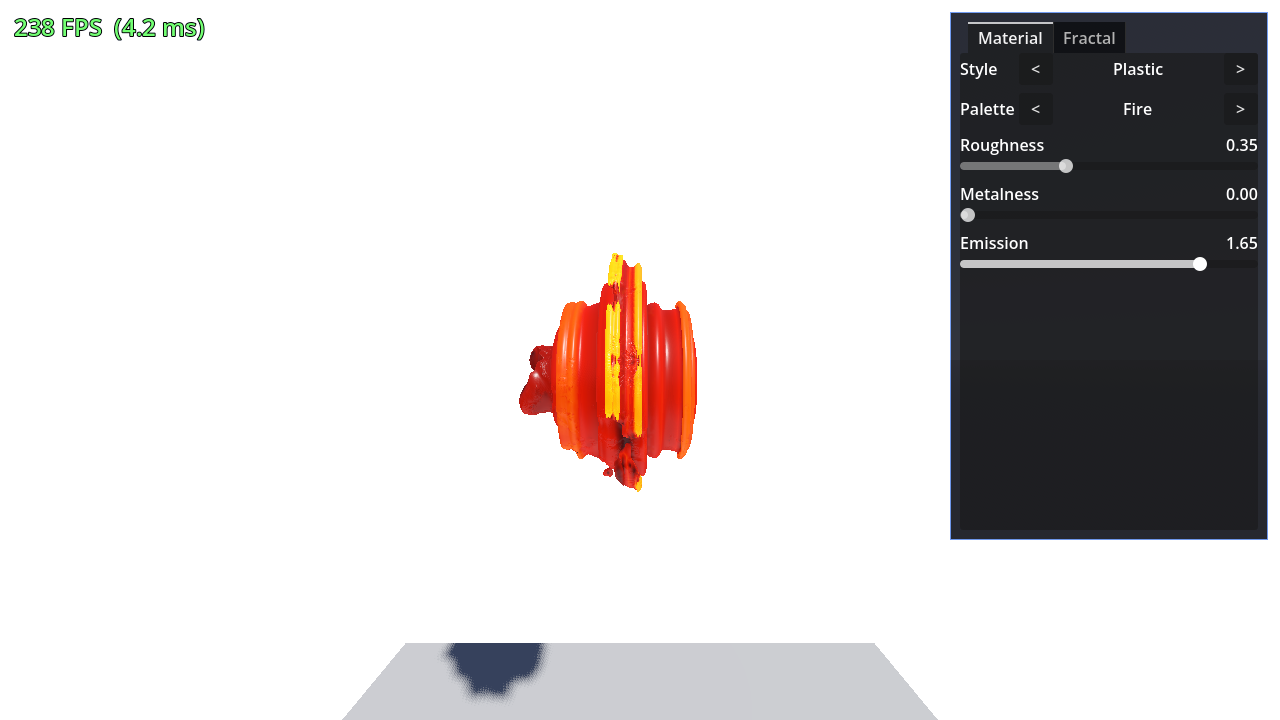 238 FPS (4.2 ms)
Material Fractal
Style < Plastic >
Palette < Fire >
Roughness 0.35
Metalness 0.00
Emission 1.65